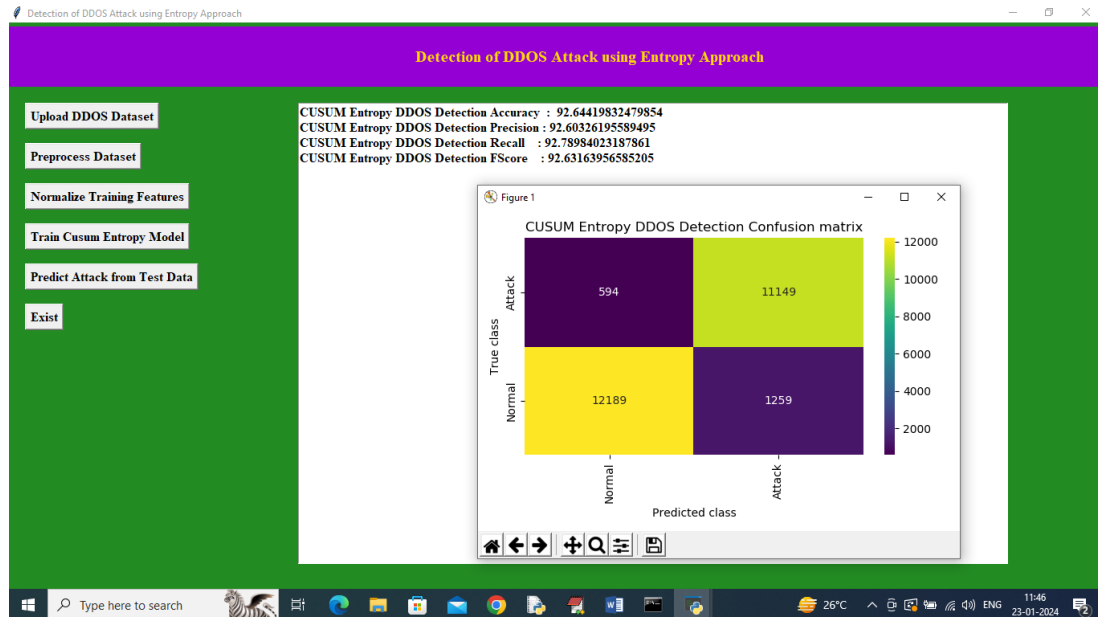 Detection of DDOS Attack using Entropy Approach
Detection of DDOS Attack using Entropy Approach
Upload DDOS Dataset
Preprocess Dataset
Normalize Training Features
Train Cusum Entropy Model
Predict Attack from Test Data
Exist
CUSUM Entropy DDOS Detection Accuracy : 92.64419832479854
CUSUM Entropy DDOS Detection Precision : 92.60326195589495
CUSUM Entropy DDOS Detection Recall : 92.78984023187861
CUSUM Entropy DDOS Detection FScore : 92.63163956585205
Figure 1
CUSUM Entropy DDOS Detection Confusion matrix
True class
Attack
594
11149
Normal
12189
1259
Normal
Attack
Predicted class
12000
10000
8000
6000
4000
2000
Type here to search
26°C
ENG
11:46
23-01-2024
2